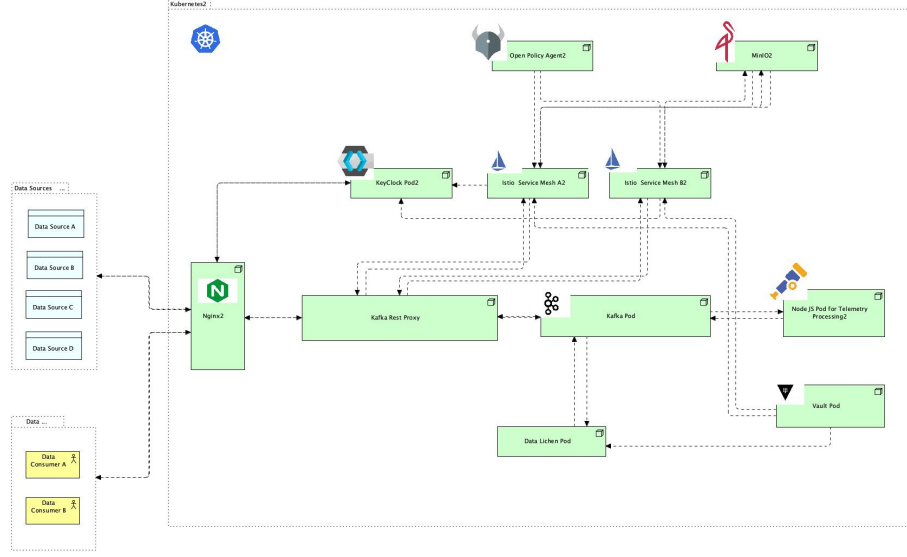 Kubernetes2
Open Policy Agent2
MinIO2
KeyClock Pod2
Istio Service Mesh A2
Istio Service Mesh B2
Data Sources ...
Data Source A
Data Source B
Data Source C
Data Source D
Nginx2
Kafka Rest Proxy
Kafka Pod
Node JS Pod for Telemetry
Processing2
Vault Pod
Data Lichen Pod
Data ...
Data
Consumer A
Data
Consumer B